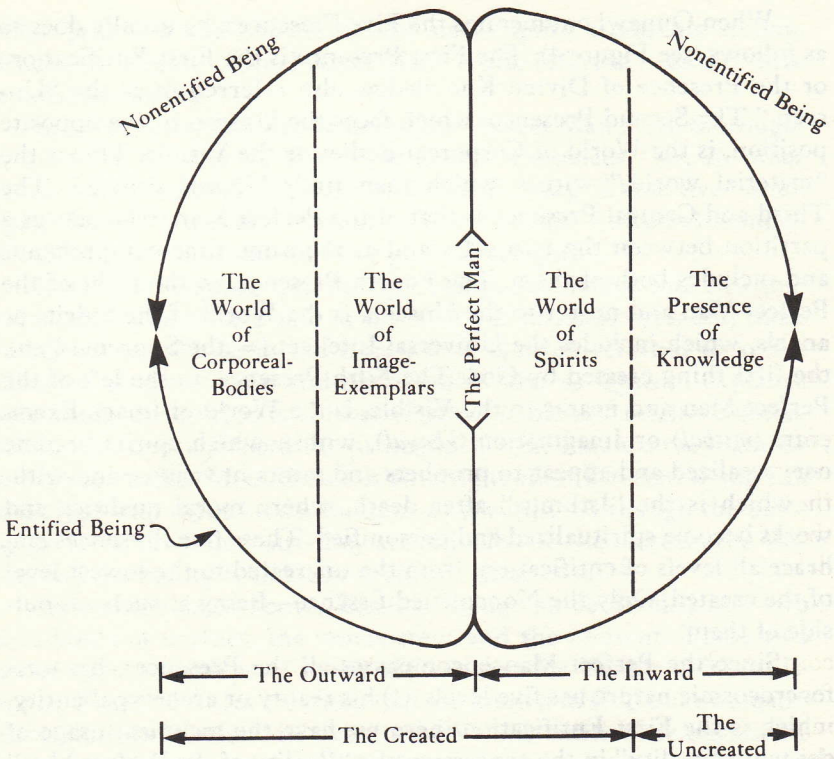 Nonentified Being
Nonentified Being
The
World
of
Corporeal-
Bodies
The
World
of
Image-
Exemplars
The Perfect Man
The
World
of
Spirits
The
Presence
of
Knowledge
Entified Being
The Outward
The Inward
The Created
The
Uncreated